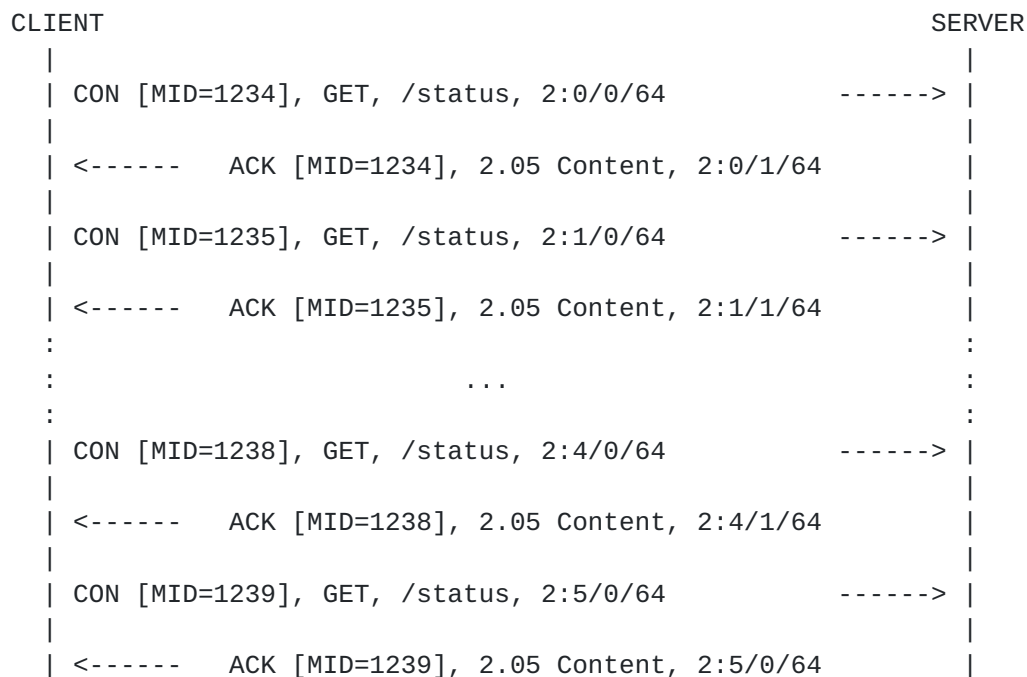 CLIENT                                                     SERVER
  |                                                          |
  | CON [MID=1234], GET, /status, 2:0/0/64           ------> |
  |                                                          |
  | <------   ACK [MID=1234], 2.05 Content, 2:0/1/64         |
  |                                                          |
  | CON [MID=1235], GET, /status, 2:1/0/64           ------> |
  |                                                          |
  | <------   ACK [MID=1235], 2.05 Content, 2:1/1/64         |
  :                                                          :
  :                          ...                             :
  :                                                          :
  | CON [MID=1238], GET, /status, 2:4/0/64           ------> |
  |                                                          |
  | <------   ACK [MID=1238], 2.05 Content, 2:4/1/64         |
  |                                                          |
  | CON [MID=1239], GET, /status, 2:5/0/64           ------> |
  |                                                          |
  | <------   ACK [MID=1239], 2.05 Content, 2:5/0/64         |